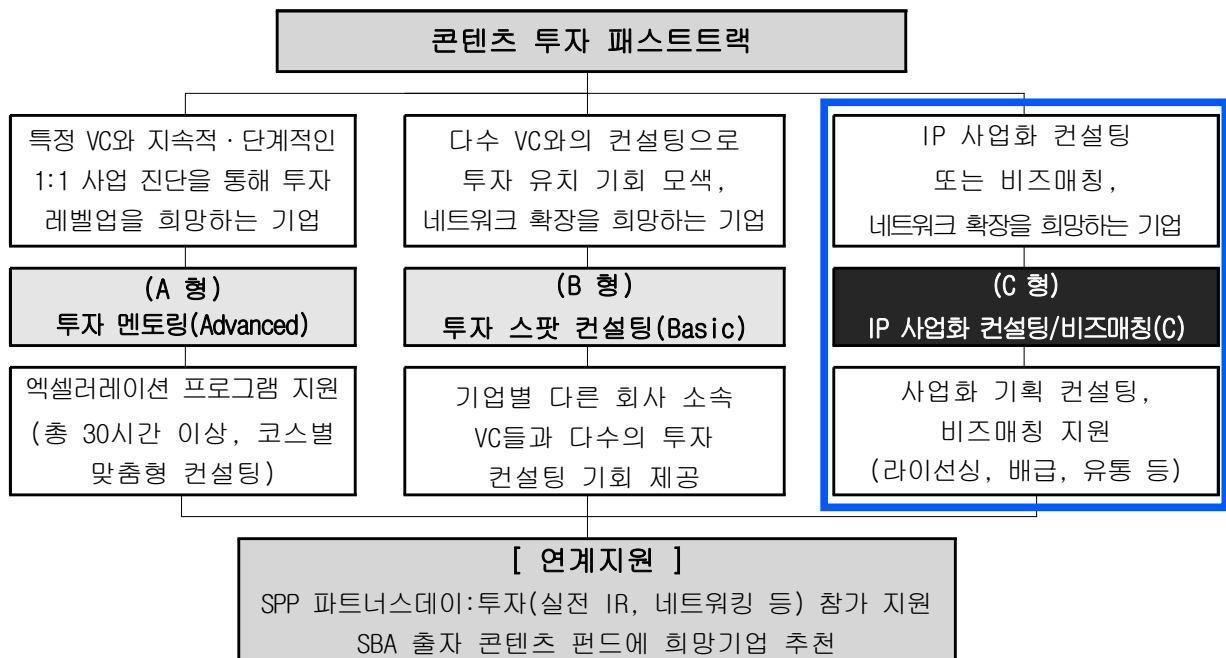 콘텐츠 투자 패스트트랙
특정 VC와 지속적·단계적인
1:1 사업 진단을 통해 투자
레벨업을 희망하는 기업
(A 형)
투자 멘토링(Advanced)
엑셀러레이션 프로그램 지원
(총 30시간 이상, 코스별
맞춤형 컨설팅)
다수 VC와의 컨설팅으로
투자 유치 기회 모색,
네트워크 확장을 희망하는 기업
(B 형)
투자 스팟 컨설팅(Basic)
기업별 다른 회사 소속
VC들과 다수의 투자
컨설팅 기회 제공
IP 사업화 컨설팅
또는 비즈매칭,
네트워크 확장을 희망하는 기업
(C 형)
IP 사업화 컨설팅/비즈매칭(C)
사업화 기획 컨설팅,
비즈매칭 지원
(라이선싱, 배급, 유통 등)
[ 연계지원 ]
SPP 파트너스데이:투자(실전 IR, 네트워킹 등) 참가 지원
SBA 출자 콘텐츠 펀드에 희망기업 추천